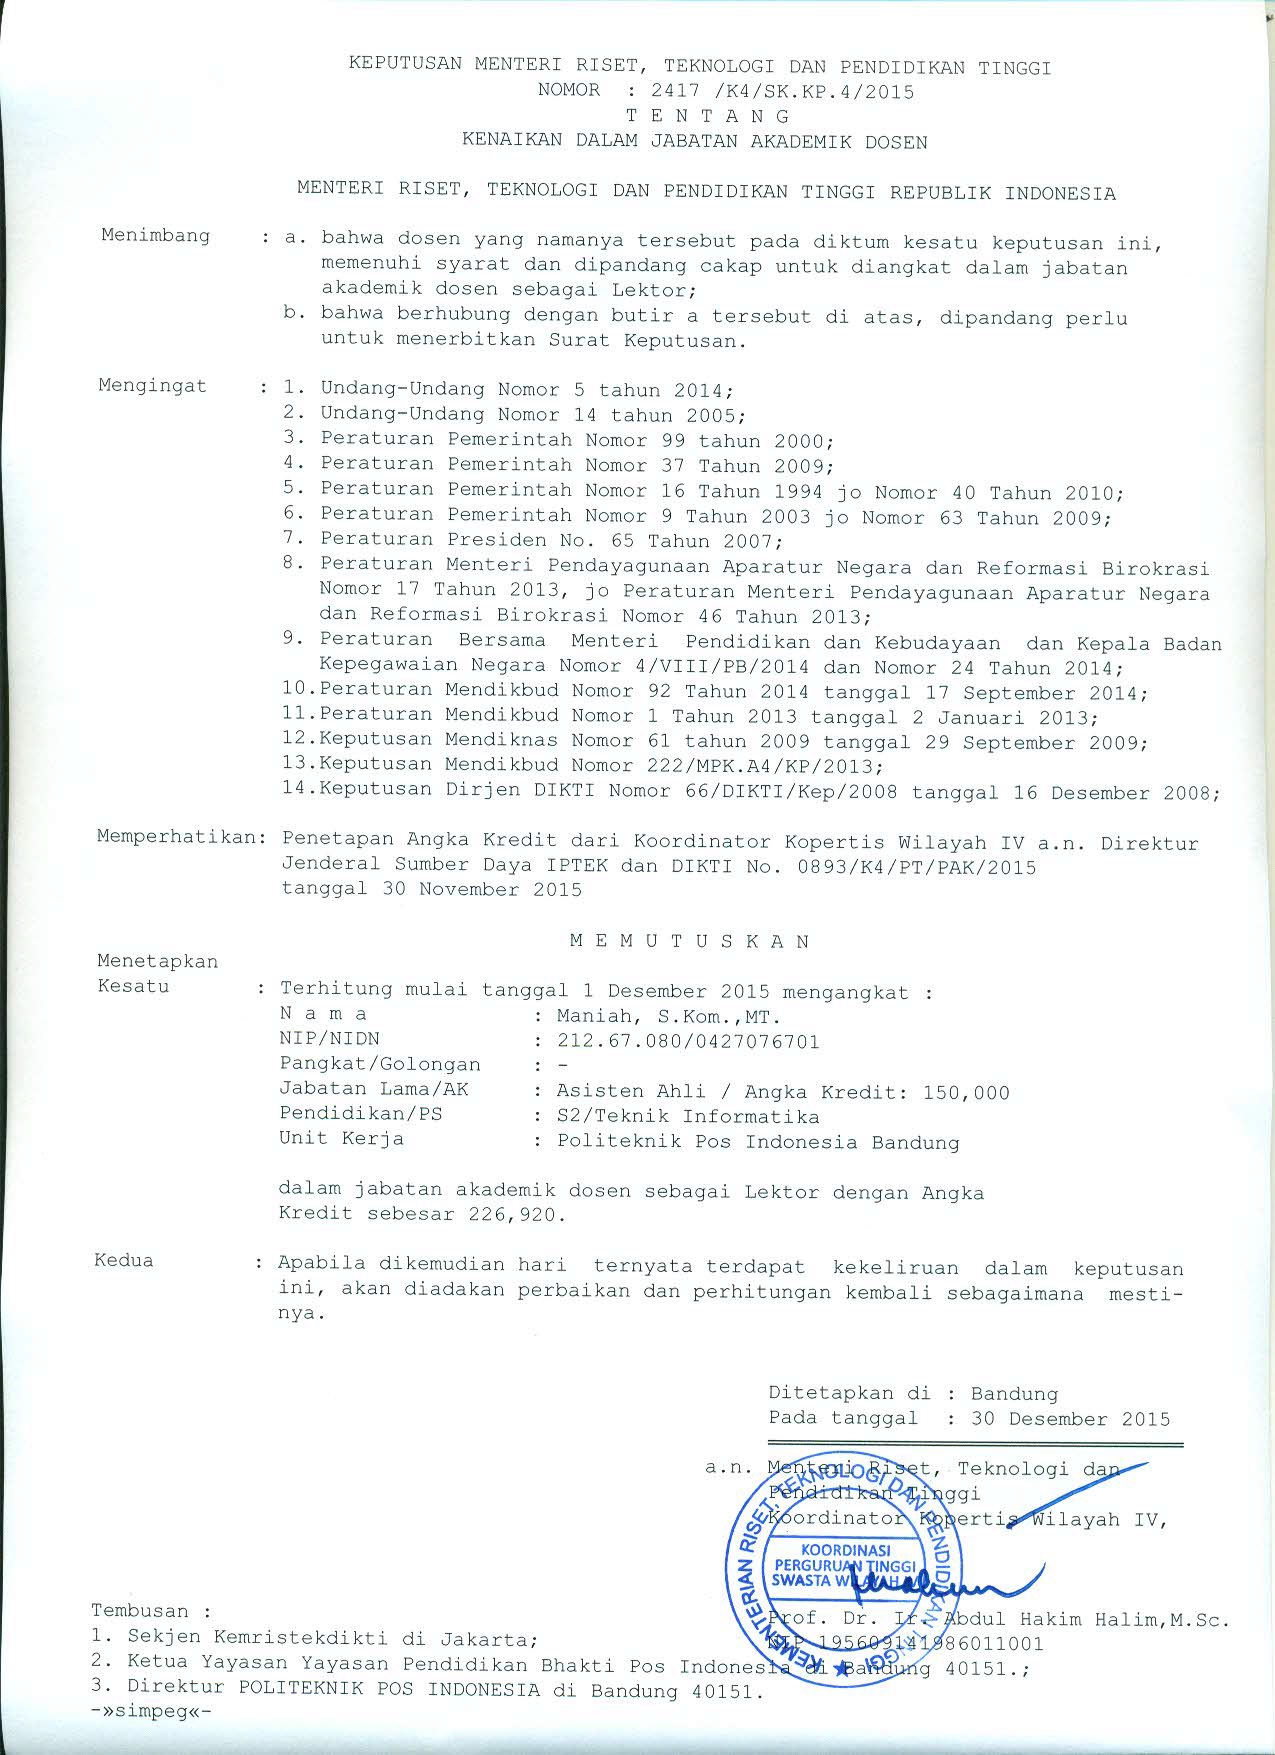 KEPUTUSAN MENTERI RISET, TEKNOLOGI DAN PENDIDIKAN TINGGI
NOMOR : 2417 /K4/SK.KP.4/2015
T E N T A N G
KENAIKAN DALAM JABATAN AKADEMIK DOSEN
MENTERI RISET, TEKNOLOGI DAN PENDIDIKAN TINGGI REPUBLIK INDONESIA
Menimbang : a. bahwa dosen yang namanya tersebut pada diktum kesatu keputusan ini,
memenuhi syarat dan dipandang cakap untuk diangkat dalam jabatan
akademik dosen sebagai Lektor;
b. bahwa berhubung dengan butir a tersebut di atas, dipandang perlu
untuk menerbitkan Surat Keputusan.
Mengingat : 1. Undang-Undang Nomor 5 tahun 2014;
2. Undang-Undang Nomor 14 tahun 2005;
3. Peraturan Pemerintah Nomor 99 tahun 2000;
4. Peraturan Pemerintah Nomor 37 Tahun 2009;
5. Peraturan Pemerintah Nomor 16 Tahun 1994 jo Nomor 40 Tahun 2010;
6. Peraturan Pemerintah Nomor 9 Tahun 2003 jo Nomor 63 Tahun 2009;
7. Peraturan Presiden No. 65 Tahun 2007;
8. Peraturan Menteri Pendayagunaan Aparatur Negara dan Reformasi Birokrasi
Nomor 17 Tahun 2013, jo Peraturan Menteri Pendayagunaan Aparatur Negara
dan Reformasi Birokrasi Nomor 46 Tahun 2013;
9. Peraturan Bersama Menteri Pendidikan dan Kebudayaan dan Kepala Badan
Kepegawaian Negara Nomor 4/VIII/PB/2014 dan Nomor 24 Tahun 2014;
10.Peraturan Mendikbud Nomor 92 Tahun 2014 tanggal 17 September 2014;
11.Peraturan Mendikbud Nomor 1 Tahun 2013 tanggal 2 Januari 2013;
12.Keputusan Mendiknas Nomor 61 tahun 2009 tanggal 29 September 2009;
13.Keputusan Mendikbud Nomor 222/MPK.A4/KP/2013;
14.Keputusan Dirjen DIKTI Nomor 66/DIKTI/Kep/2008 tanggal 16 Desember 2008;
Memperhatikan: Penetapan Angka Kredit dari Koordinator Kopertis Wilayah IV a.n. Direktur
Jenderal Sumber Daya IPTEK dan DIKTI No. 0893/K4/PT/PAK/2015
tanggal 30 November 2015
M E M U T U S K A N
Menetapkan
Kesatu : Terhitung mulai tanggal 1 Desember 2015 mengangkat :
N a m a : Maniah, S.Kom.,MT.
NIP/NIDN : 212.67.080/0427076701
Pangkat/Golongan : -
Jabatan Lama/AK : Asisten Ahli / Angka Kredit: 150,000
Pendidikan/PS : S2/Teknik Informatika
Unit Kerja : Politeknik Pos Indonesia Bandung
dalam jabatan akademik dosen sebagai Lektor dengan Angka
Kredit sebesar 226,920.
Kedua : Apabila dikemudian hari ternyata terdapat kekeliruan dalam keputusan
ini, akan diadakan perbaikan dan perhitungan kembali sebagaimana mesti-
nya.
Ditetapkan di : Bandung
Pada tanggal : 30 Desember 2015
a.n. Menteri Riset, Teknologi dan
Pendidikan Tinggi
Koordinator Kopertis Wilayah IV,
KEMENTERIAN RISET, TEKNOLOGI DAN PENDIDIKAN TINGGI
KOORDINASI
PERGURUAN TINGGI
SWASTA WILAYAH
Prof. Dr. Ir. Abdul Hakim Halim,M.Sc.
NIP 195609141986011001
Tembusan :
1. Sekjen Kemristekdikti di Jakarta;
2. Ketua Yayasan Yayasan Pendidikan Bhakti Pos Indonesia di Bandung 40151.;
3. Direktur POLITEKNIK POS INDONESIA di Bandung 40151.
-»simpeg«-